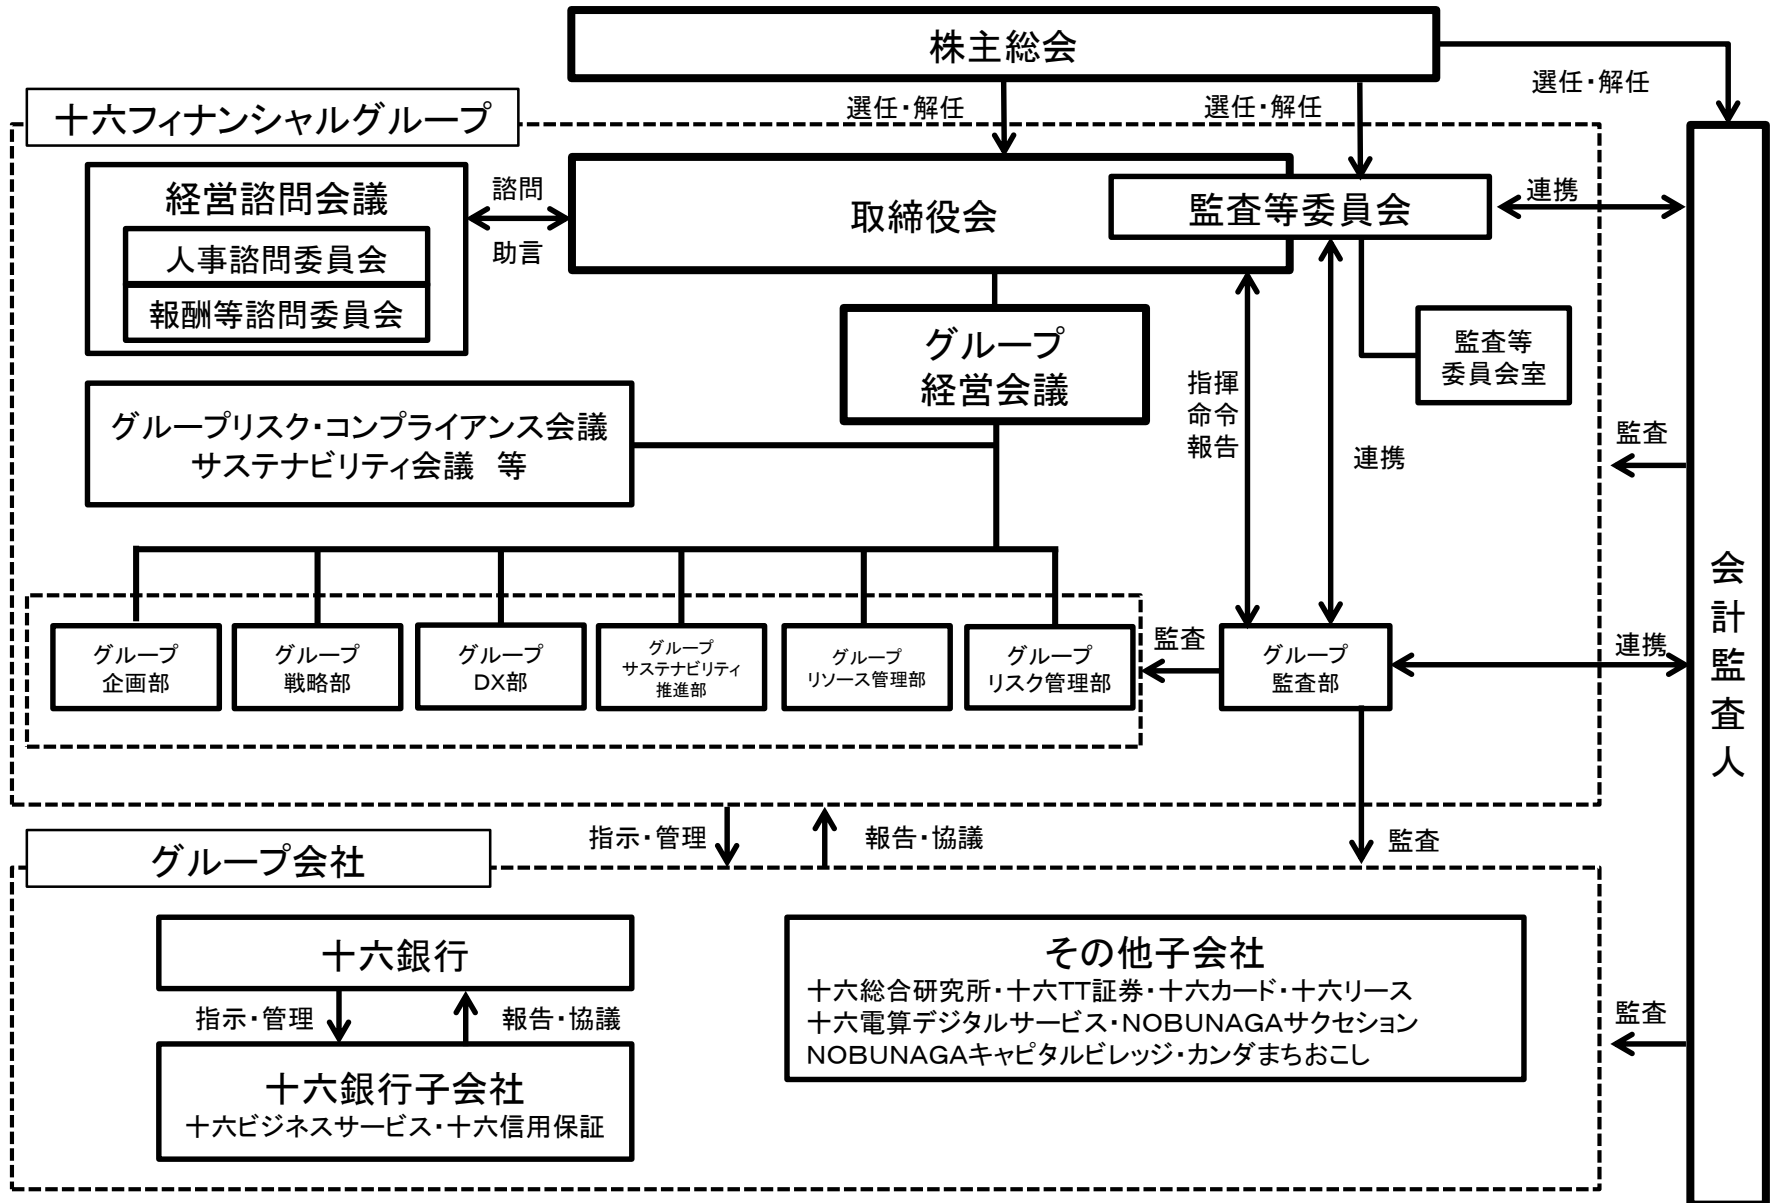 株主総会
選任・解任
選任・解任
選任・解任
十六フィナンシャルグループ
経営諮問会議
人事諮問委員会
報酬等諮問委員会
諮問
助言
取締役会
監査等委員会
連携
グループ
経営会議
監査等
委員会室
指揮
命令
報告
連携
監査
グループリスク・コンプライアンス会議
サステナビリティ会議 等
グループ
企画部
グループ
戦略部
グループ
DX部
グループ
サステナビリティ
推進部
グループ
リソース管理部
グループ
リスク管理部
監査
グループ
監査部
連携
会計監査人
指示・管理
報告・協議
監査
グループ会社
十六銀行
指示・管理
報告・協議
十六銀行子会社
十六ビジネスサービス・十六信用保証
その他子会社
十六総合研究所・十六TT証券・十六カード・十六リース
十六電算デジタルサービス・NOBUNAGAサクセション
NOBUNAGAキャピタルビレッジ・カンダまちおこし
監査